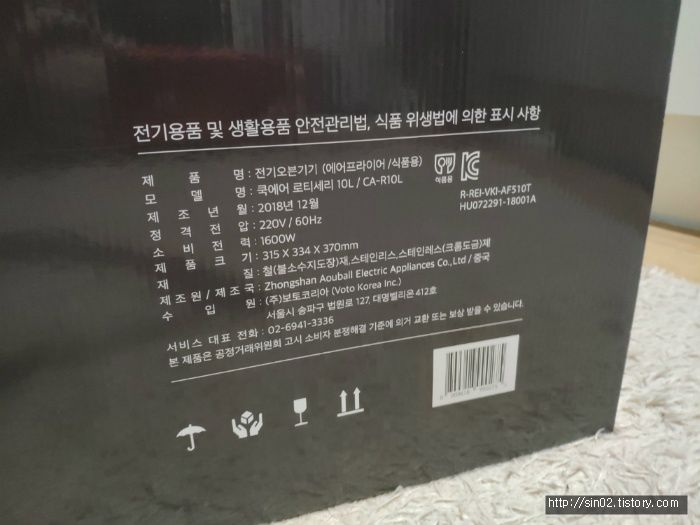 전기용품 및 생활용품 안전관리법, 식품 위생법에 의한 표시 사항
제 품 명 : 전기오븐기기 (에어프라이어/식품용)
모 델 명 : 쿡에어 로티세리 10L / CA-R10L
제 조 년 월 : 2018년 12월
정 격 전 압 : 220V / 60Hz
소 비 전 력 : 1600W
제 품 크 기 : 315 X 334 X 370mm
재 질 : 철(불소수지도장)재, 스테인리스, 스테인레스(크롬도금)제
제조원/제조국 : Zhongshan Aouball Electric Appliances Co., Ltd / 중국
수 입 원 : (주)보토코리아 (Voto Korea Inc.)
서울시 송파구 법원로 127, 대명벨리온 412호
서비스 대표 전화 : 02-6941-3336
본 제품은 공정거래위원회 고시 소비자 분쟁해결 기준에 의거 교환 또는 보상 받을 수 있습니다.
식품용
R-REI-VKI-AF510T
HU072291-18001A
http://sin02.tistory.com